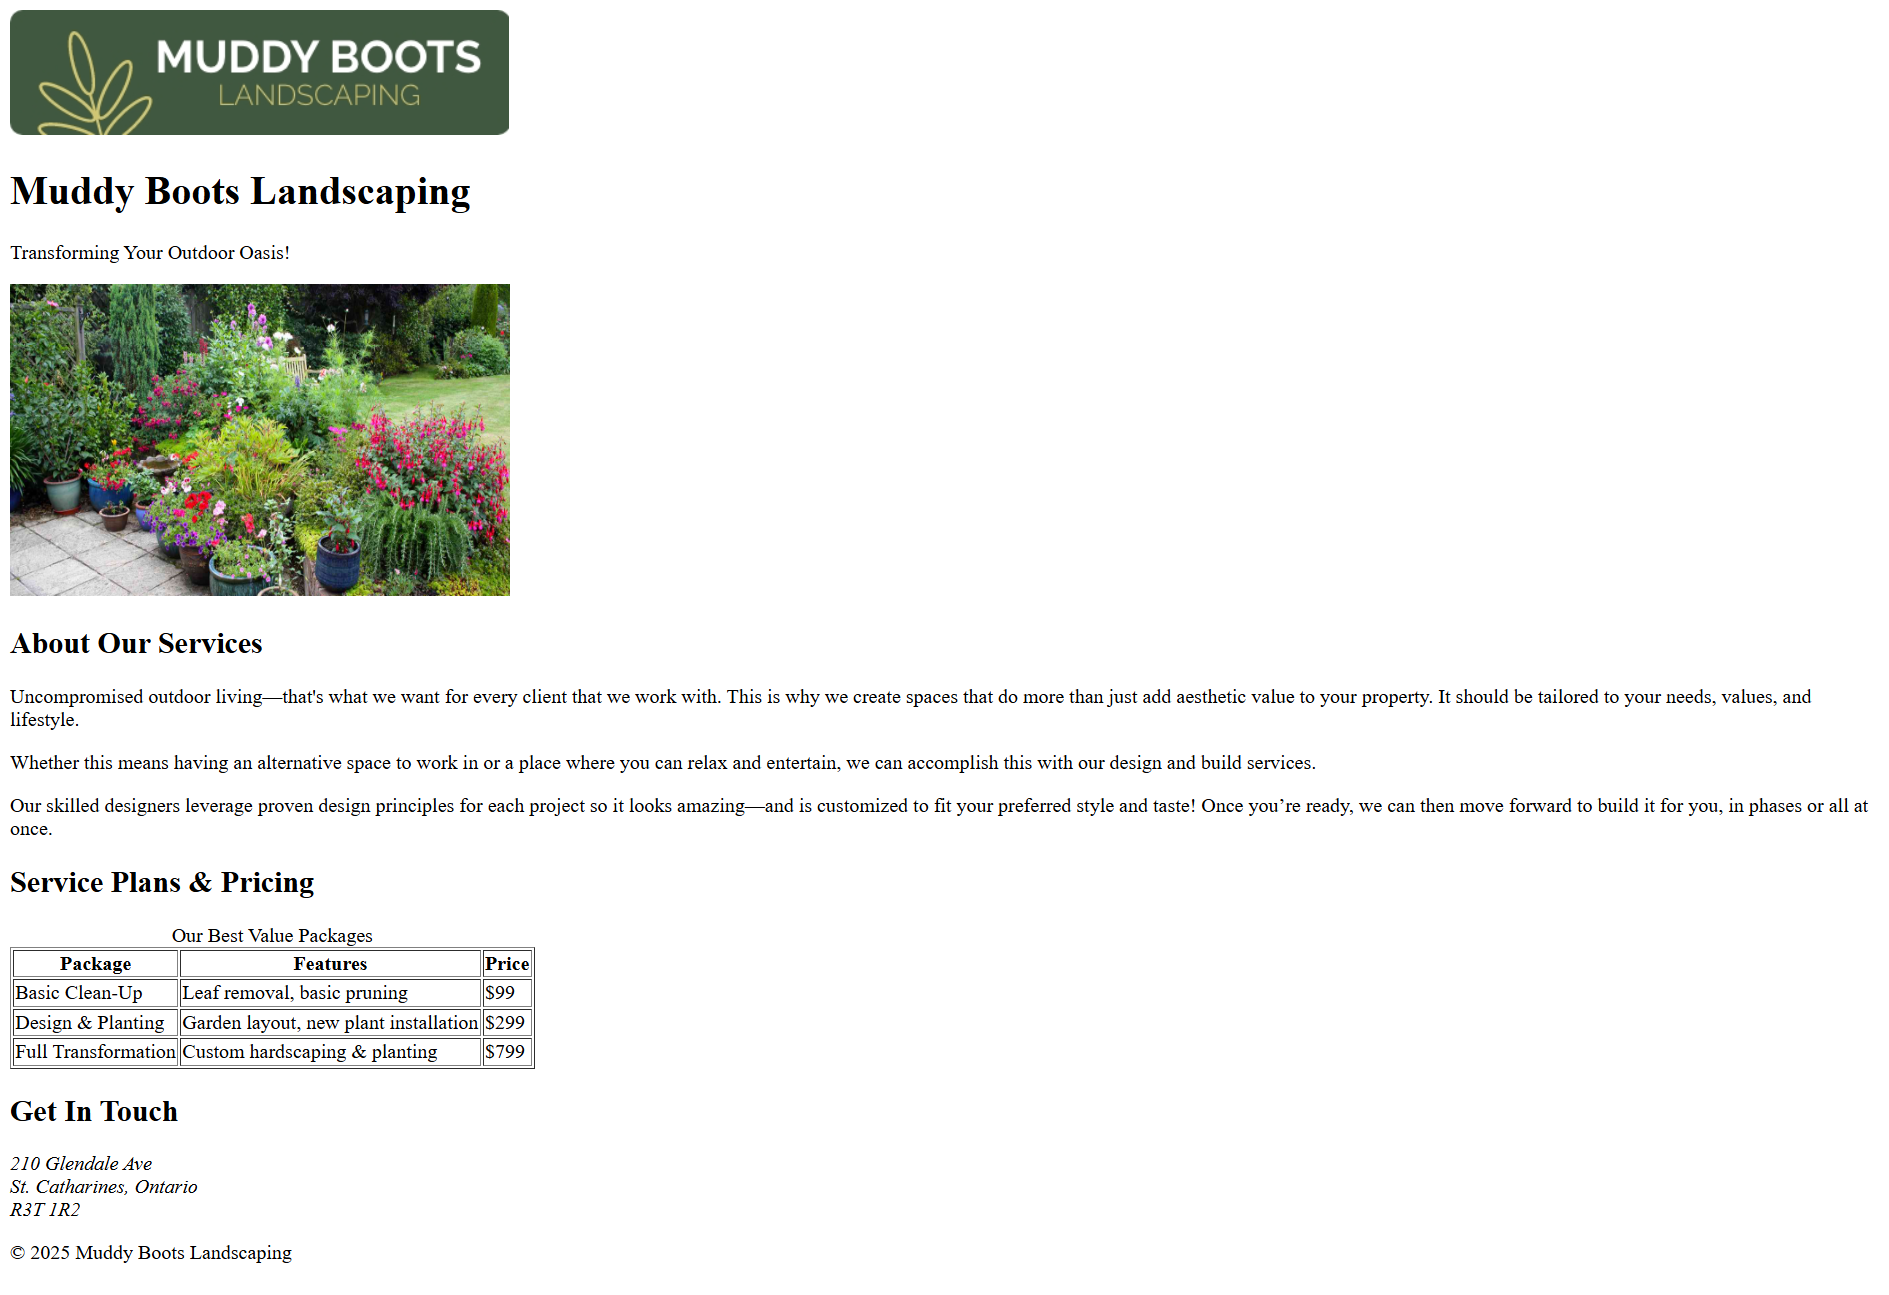 MUDDY BOOTS
LANDSCAPING
Muddy Boots Landscaping
Transforming Your Outdoor Oasis!
About Our Services
Uncompromised outdoor living—that's what we want for every client that we work with. This is why we create spaces that do more than just add aesthetic value to your property. It should be tailored to your needs, values, and
lifestyle.
Whether this means having an alternative space to work in or a place where you can relax and entertain, we can accomplish this with our design and build services.
Our skilled designers leverage proven design principles for each project so it looks amazing—and is customized to fit your preferred style and taste! Once you’re ready, we can then move forward to build it for you, in phases or all at
once.
Service Plans & Pricing
Our Best Value Packages
Package Features Price
Basic Clean-Up Leaf removal, basic pruning $99
Design & Planting Garden layout, new plant installation $299
Full Transformation Custom hardscaping & planting $799
Get In Touch
210 Glendale Ave
St. Catharines, Ontario
R3T 1R2
© 2025 Muddy Boots Landscaping